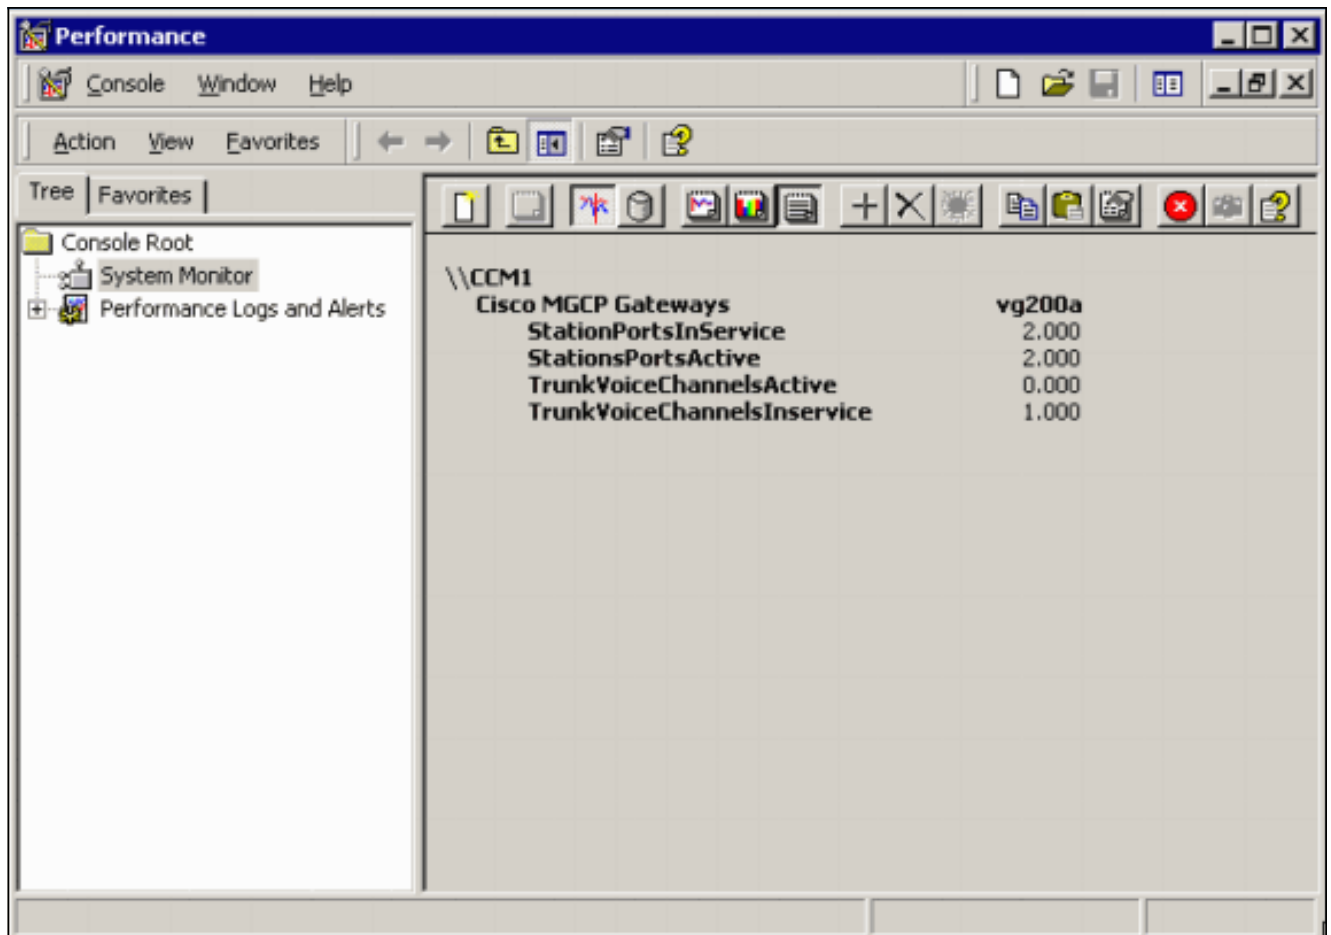 Performance
Console Window Help
Action View Favorites
Tree Favorites
Console Root
System Monitor
Performance Logs and Alerts
\\CCM1
Cisco MGCP Gateways vg200a
StationPortsInService 2.000
StationsPortsActive 2.000
TrunkVoiceChannelsActive 0.000
TrunkVoiceChannelsInservice 1.000